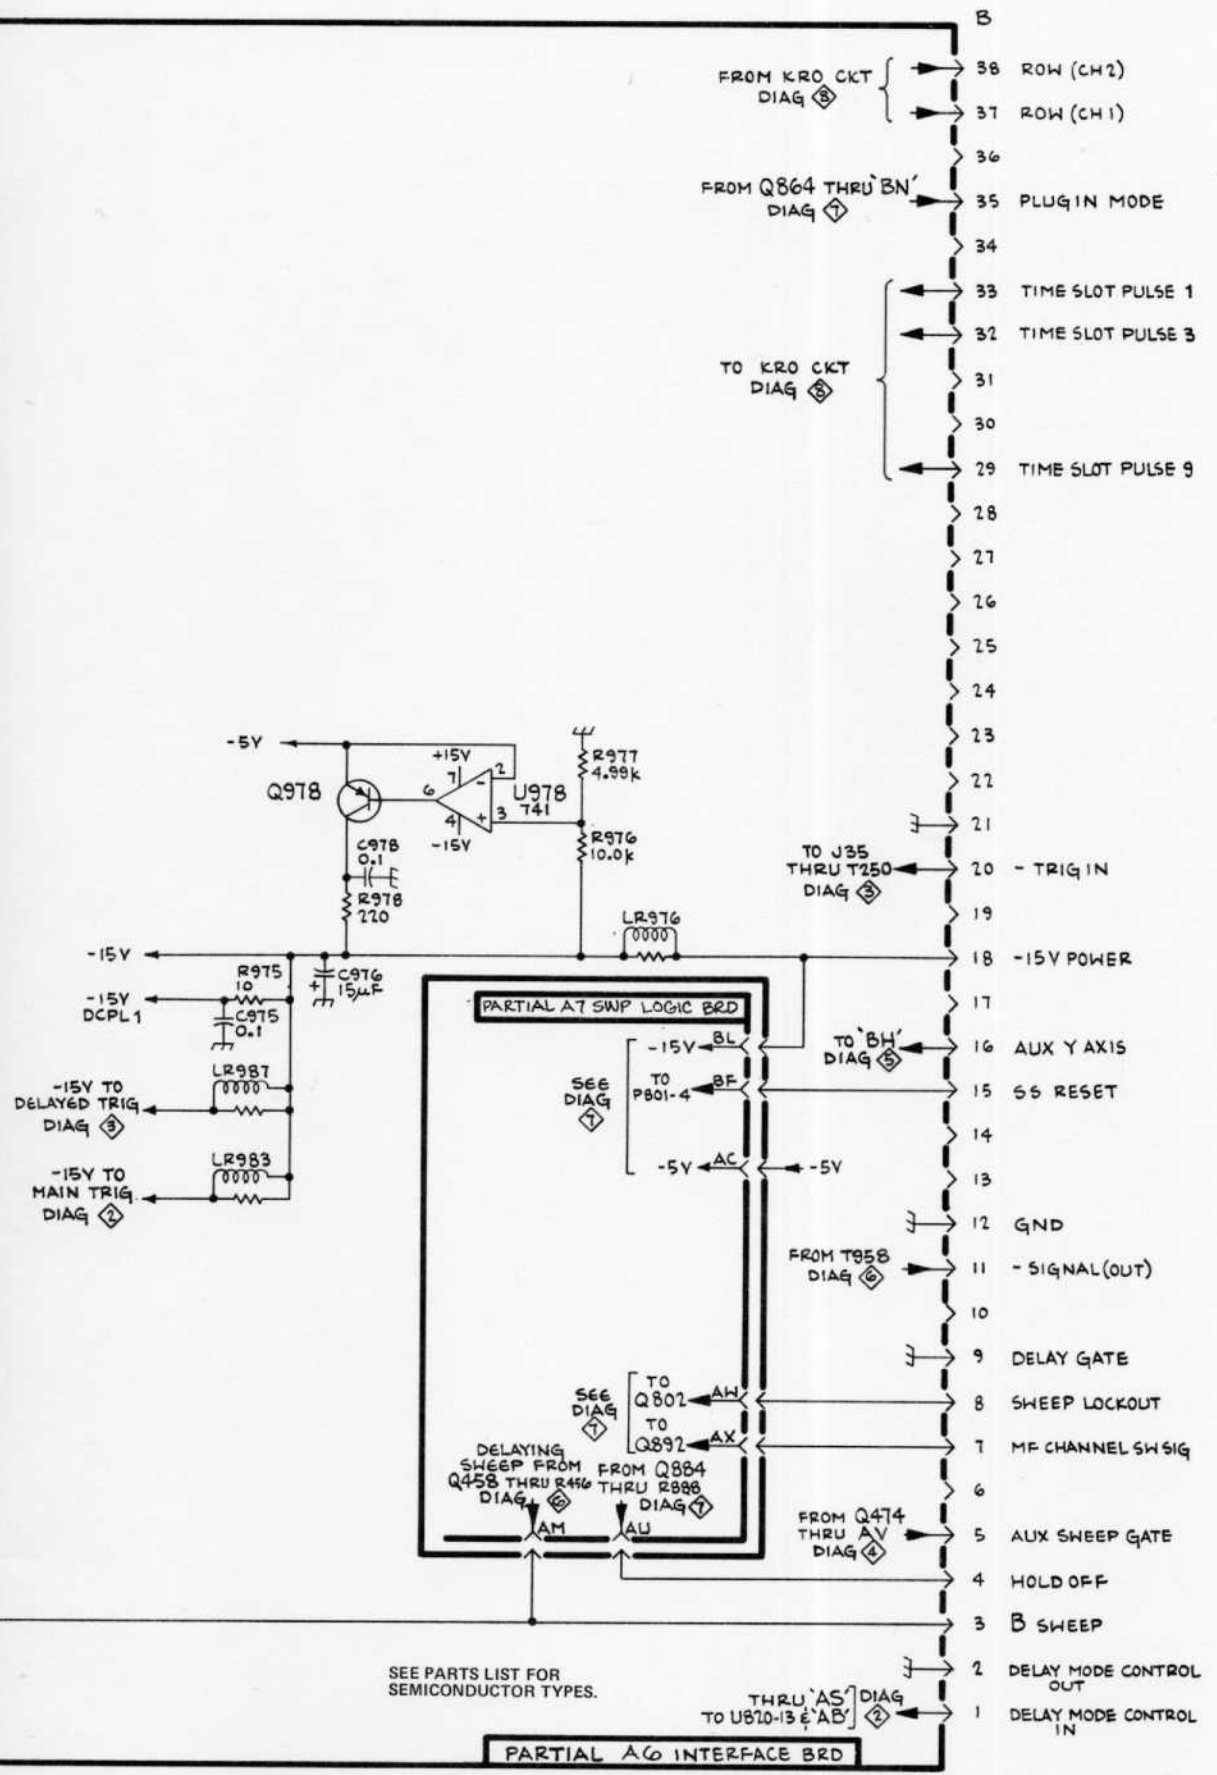 B
FROM KRO CKT
DIAG 8
38 ROW (CH2)
37 ROW (CH1)
36
FROM Q864 THRU 'BN'
DIAG 7
35 PLUGIN MODE
34
33 TIME SLOT PULSE 1
32 TIME SLOT PULSE 3
TO KRO CKT
DIAG 8
31
30
29 TIME SLOT PULSE 9
28
27
26
25
24
23
22
21
-5V
Q978
+15V
7
2
-
6
U978
741
4
+
3
-15V
R977
4.99k
R976
10.0k
C978
0.1
R978
220
TO J35
THRU T250
DIAG 3
20 - TRIG IN
19
LR976
-15V
18 -15V POWER
R975
10
C976
15µF
+
-15V
DCPL1
C975
0.1
17
PARTIAL A7 SWP LOGIC BRD
-15V BL
TO 'BH'
DIAG 5
16 AUX Y AXIS
LR987
-15V TO
DELAYED TRIG
DIAG 3
SEE
DIAG
7
TO
P801-4 BF
15 SS RESET
14
LR983
-15V TO
MAIN TRIG
DIAG 2
-5V AC -5V
13
12 GND
FROM T958
DIAG 6
11 - SIGNAL (OUT)
10
9 DELAY GATE
SEE
DIAG
7
TO
Q802 AW
8 SWEEP LOCKOUT
TO
Q892 AX
7 MF CHANNEL SW SIG
DELAYING
SWEEP FROM
Q458 THRU R456
DIAG 6
FROM Q884
THRU R888
DIAG 7
6
AM
AU
FROM Q474
THRU AV
DIAG 4
5 AUX SWEEP GATE
4 HOLD OFF
3 B SWEEP
2 DELAY MODE CONTROL
OUT
SEE PARTS LIST FOR
SEMICONDUCTOR TYPES.
THRU 'AS'
TO U820-13 & 'AB'
DIAG
2
1 DELAY MODE CONTROL
IN
PARTIAL A6 INTERFACE BRD